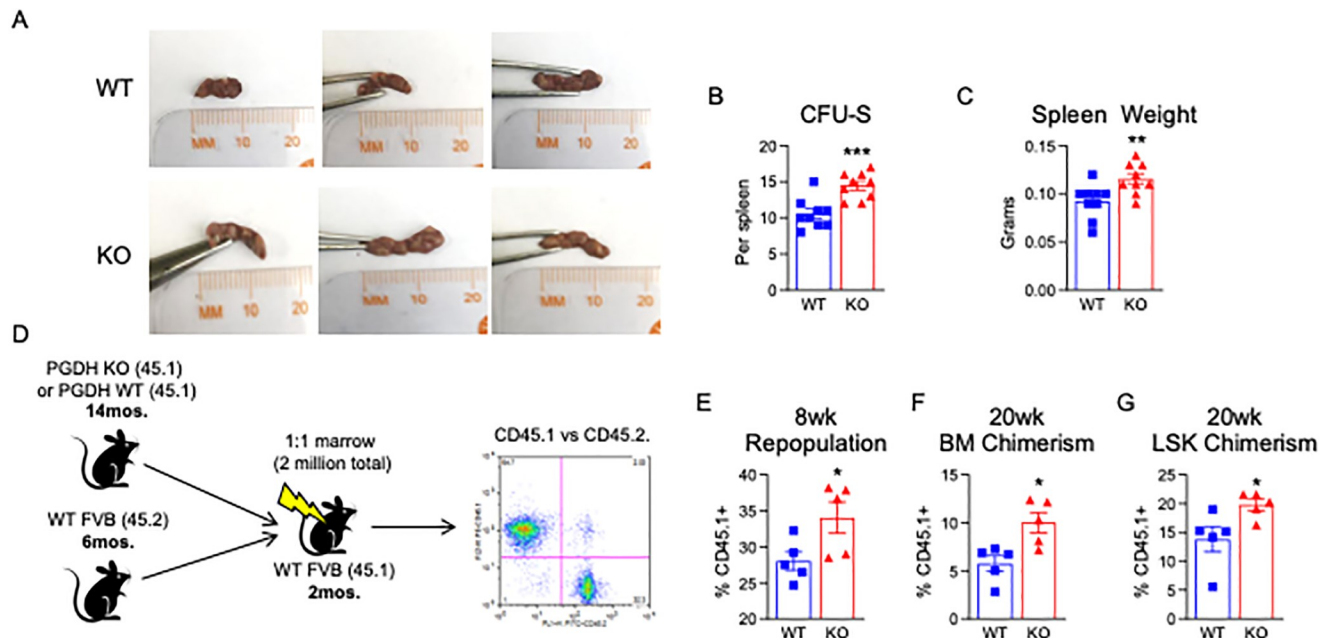 A
WT
MM 10 20
MM 10 20
MM 10 20
KO
MM 10 20
MM 10 20
MM 10 20
B
CFU-S
***
Per spleen
20
15
10
5
0
WT KO
C
Spleen Weight
**
Grams
0.15
0.10
0.05
0.00
WT KO
D
PGDH KO (45.1)
or PGDH WT (45.1)
14mos.
WT FVB (45.2)
6mos.
1:1 marrow
(2 million total)
WT FVB (45.1)
2mos.
CD45.1 vs CD45.2.
E
8wk
Repopulation
*
% CD45.1+
40
35
30
25
20
WT KO
F
20wk
BM Chimerism
*
% CD45.1+
15
10
5
0
WT KO
G
20wk
LSK Chimerism
*
% CD45.1+
25
20
15
10
5
0
WT KO